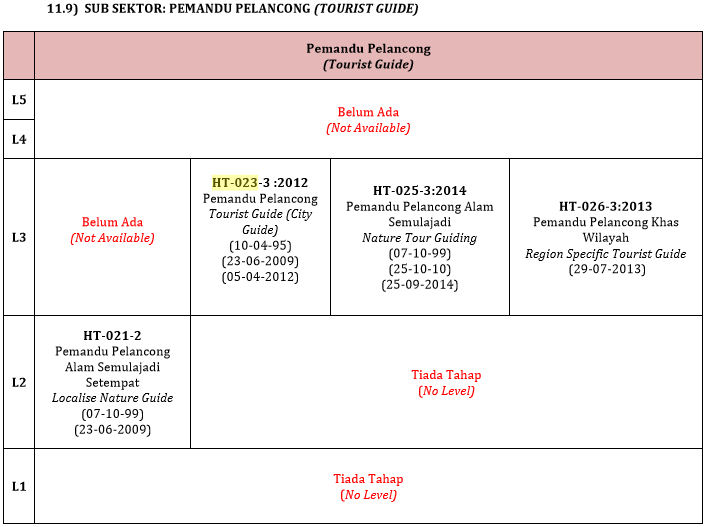 11.9) SUB SEKTOR: PEMANDU PELANCONG (TOURIST GUIDE)
Pemandu Pelancong
(Tourist Guide)
L5
L4
Belum Ada
(Not Available)
L3
Belum Ada
(Not Available)
HT-023-3 :2012
Pemandu Pelancong
Tourist Guide (City
Guide)
(10-04-95)
(23-06-2009)
(05-04-2012)
HT-025-3:2014
Pemandu Pelancong Alam
Semulajadi
Nature Tour Guiding
(07-10-99)
(25-10-10)
(25-09-2014)
HT-026-3:2013
Pemandu Pelancong Khas
Wilayah
Region Specific Tourist Guide
(29-07-2013)
L2
HT-021-2
Pemandu Pelancong
Alam Semulajadi
Setempat
Localise Nature Guide
(07-10-99)
(23-06-2009)
Tiada Tahap
(No Level)
L1
Tiada Tahap
(No Level)